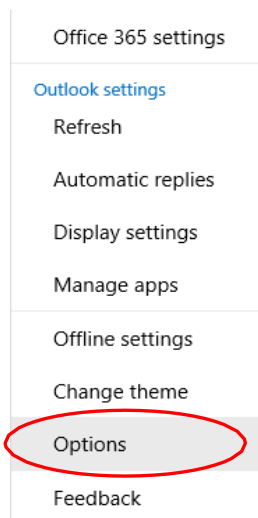 Office 365 settings
Outlook settings
Refresh
Automatic replies
Display settings
Manage apps
Offline settings
Change theme
Options
Feedback